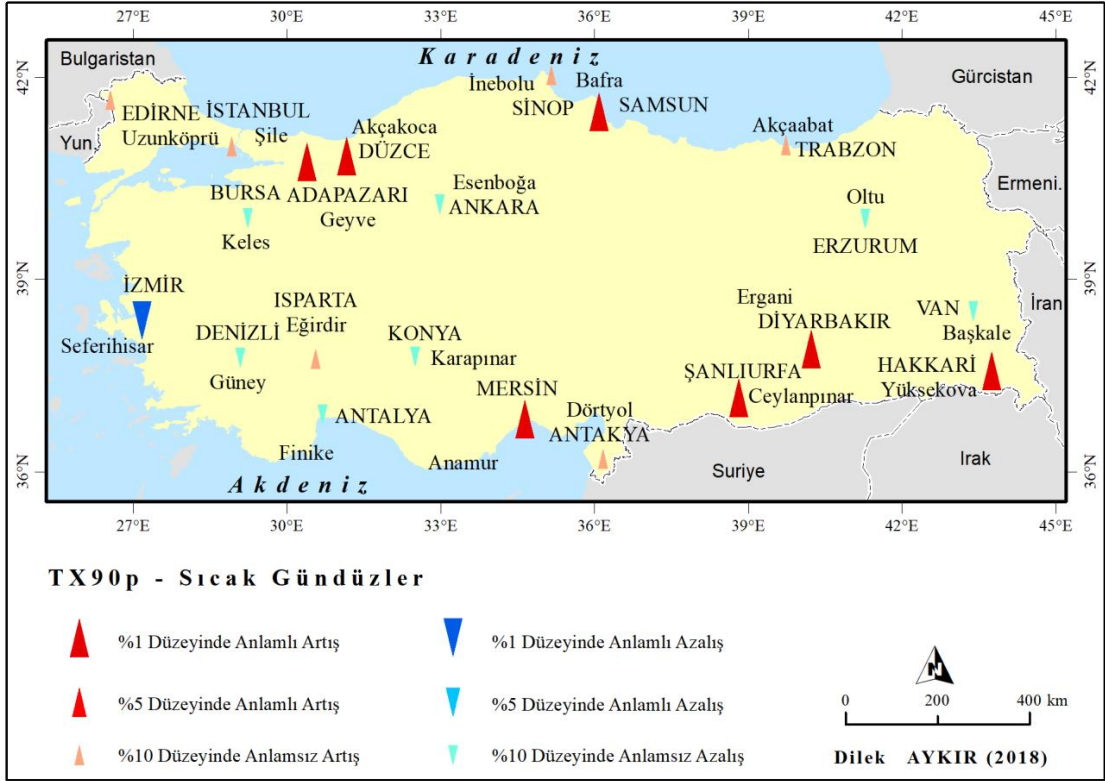 27°E 30°E 33°E 36°E 39°E 42°E 45°E
Bulgaristan
Karadeniz
Gürcistan
42°N
42°N
İnebolu
Bafra
SİNOP
SAMSUN
EDİRNE
Uzunköprü
İSTANBUL
Şile
Akçakoca
DÜZCE
Akçaabat
TRABZON
Yun.
Ermeni.
BURSA
Keles
ADAPAZARI
Geyve
Esenboğa
ANKARA
Oltu
ERZURUM
39°N
39°N
İZMİR
Seferihisar
ISPARTA
Eğirdir
DENİZLİ
Güney
KONYA
Karapınar
Ergani
DİYARBAKIR
VAN
Başkale
İran
HAKKARİ
Yüksekova
ŞANLIURFA
Ceylanpınar
MERSİN
Dörtyol
ANTAKYA
ANTALYA
Finike
Anamur
36°N
36°N
Akdeniz
Suriye
Irak
27°E 30°E 33°E 36°E 39°E 42°E 45°E
TX90p - Sıcak Gündüzler
%1 Düzeyinde Anlamlı Artış
%1 Düzeyinde Anlamlı Azalış
%5 Düzeyinde Anlamlı Artış
%5 Düzeyinde Anlamlı Azalış
%10 Düzeyinde Anlamsız Artış
%10 Düzeyinde Anlamsız Azalış
N
0 200 400 km
Dilek AYKIR (2018)